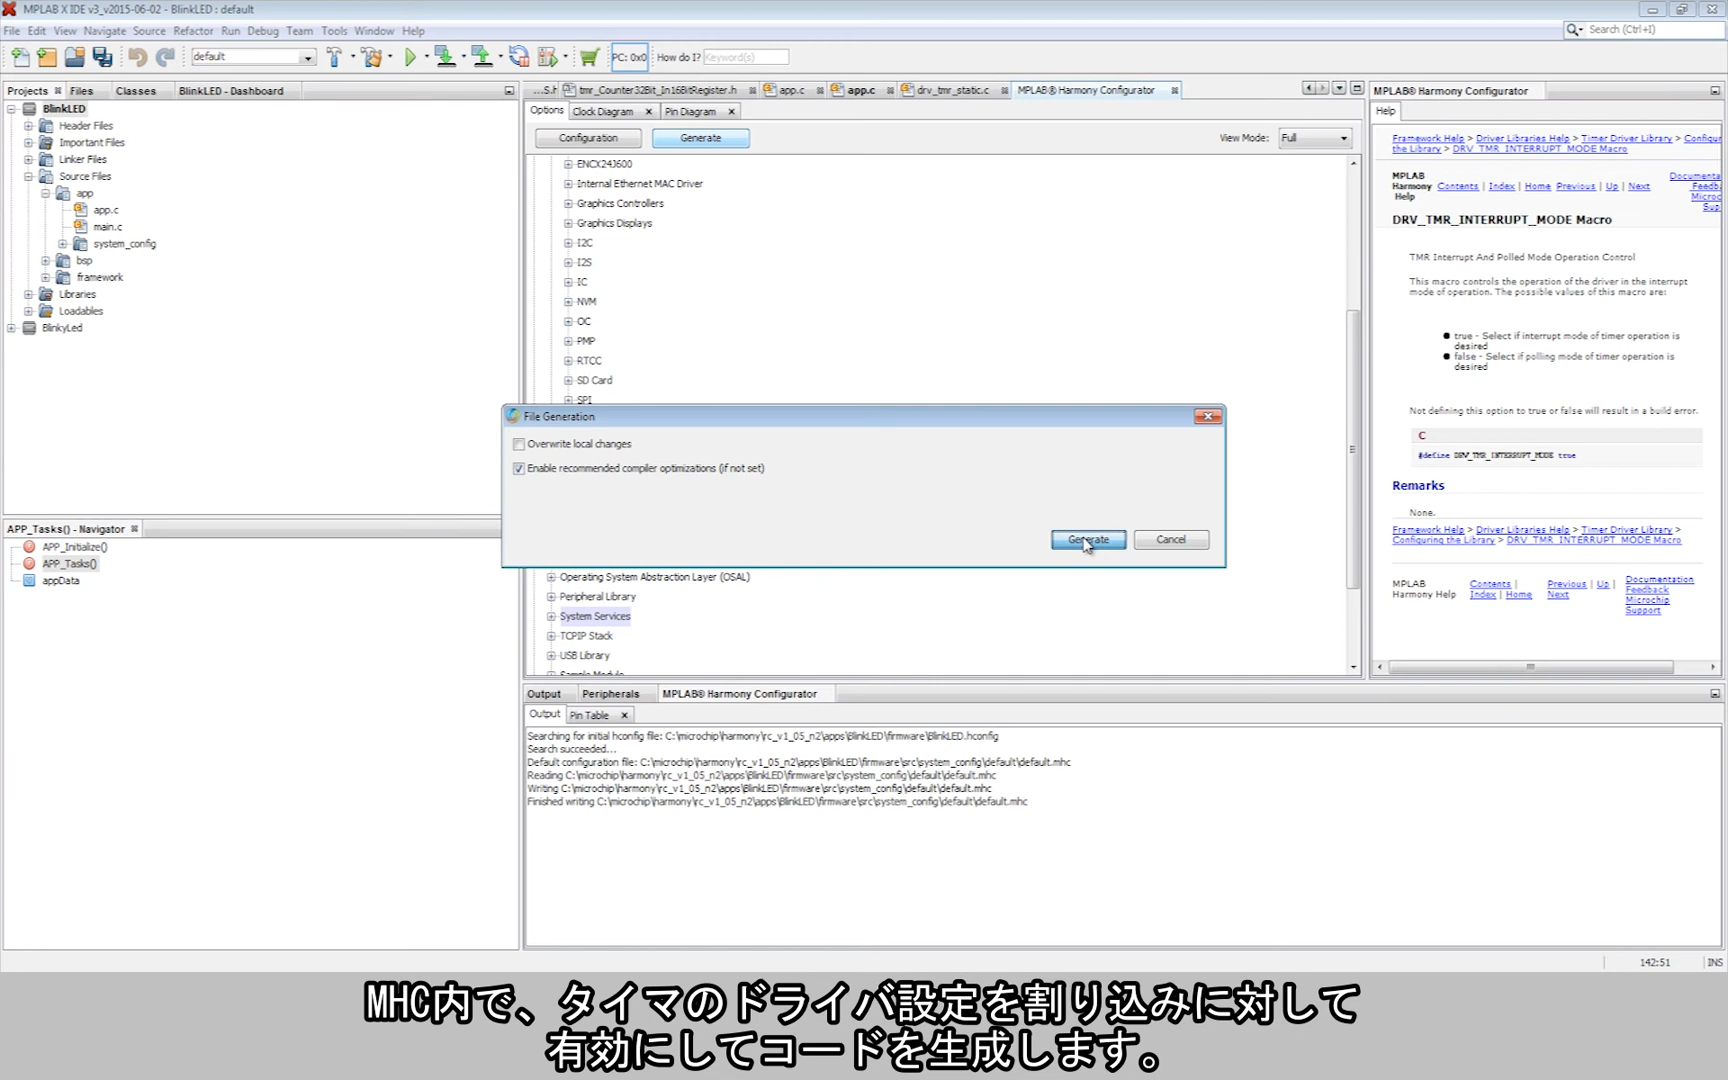 MPLAB X IDE v3_v2015-06-02 - BlinkLED : default
File Edit View Navigate Source Refactor Run Debug Team Tools Window Help
Search (Ctrl+I)
default
PC: 0x0
How do I? Keyword(s)
Projects Files Classes BlinkLED - Dashboard
BlinkLED
Header Files
Important Files
Linker Files
Source Files
app
app.c
main.c
system_config
bsp
framework
Libraries
Loadables
BlinkyLed
APP_Tasks() - Navigator
APP_Initialize()
APP_Tasks()
appData
...S.h tmr_Counter32Bit_In16BitRegister.h app.c app.c drv_tmr_static.c MPLAB® Harmony Configurator
Options Clock Diagram Pin Diagram
Configuration Generate View Mode: Full
ENCX24J600
Internal Ethernet MAC Driver
Graphics Controllers
Graphics Displays
I2C
I2S
IC
NVM
OC
PMP
RTCC
SD Card
SPI
File Generation
Overwrite local changes
Enable recommended compiler optimizations (if not set)
Generate Cancel
Operating System Abstraction Layer (OSAL)
Peripheral Library
System Services
TCPIP Stack
USB Library
Sample Module
MPLAB® Harmony Configurator
Help
Framework Help > Driver Libraries Help > Timer Driver Library > Configur
the Library > DRV_TMR_INTERRUPT_MODE Macro
MPLAB
Harmony
Help
Contents | Index | Home Previous | Up | Next
Documenta
Feedb
Microc
Sup
DRV_TMR_INTERRUPT_MODE Macro
TMR Interrupt And Polled Mode Operation Control
This macro controls the operation of the driver in the interrupt
mode of operation. The possible values of this macro are:
true - Select if interrupt mode of timer operation is
desired
false - Select if polling mode of timer operation is
desired
Not defining this option to true or false will result in a build error.
C
#define DRV_TMR_INTERRUPT_MODE true
Remarks
None.
Framework Help > Driver Libraries Help > Timer Driver Library >
Configuring the Library > DRV_TMR_INTERRUPT_MODE Macro
MPLAB
Harmony Help
Contents |
Index | Home
Previous | Up |
Next
Documentation
Feedback
Microchip
Support
Output Peripherals MPLAB® Harmony Configurator
Output Pin Table
Searching for initial hconfig file: C:\microchip\harmony\rc_v1_05_n2\apps\BlinkLED\firmware\BlinkLED.hconfig
Search succeeded...
Default configuration file: C:\microchip\harmony\rc_v1_05_n2\apps\BlinkLED\firmware\src\system_config\default\default.mhc
Reading C:\microchip\harmony\rc_v1_05_n2\apps\BlinkLED\firmware\src\system_config\default\default.mhc
Writing C:\microchip\harmony\rc_v1_05_n2\apps\BlinkLED\firmware\src\system_config\default\default.mhc
Finished writing C:\microchip\harmony\rc_v1_05_n2\apps\BlinkLED\firmware\src\system_config\default\default.mhc
142:51 INS
MHC内で、タイマのドライバ設定を割り込みに対して
有効にしてコードを生成します。